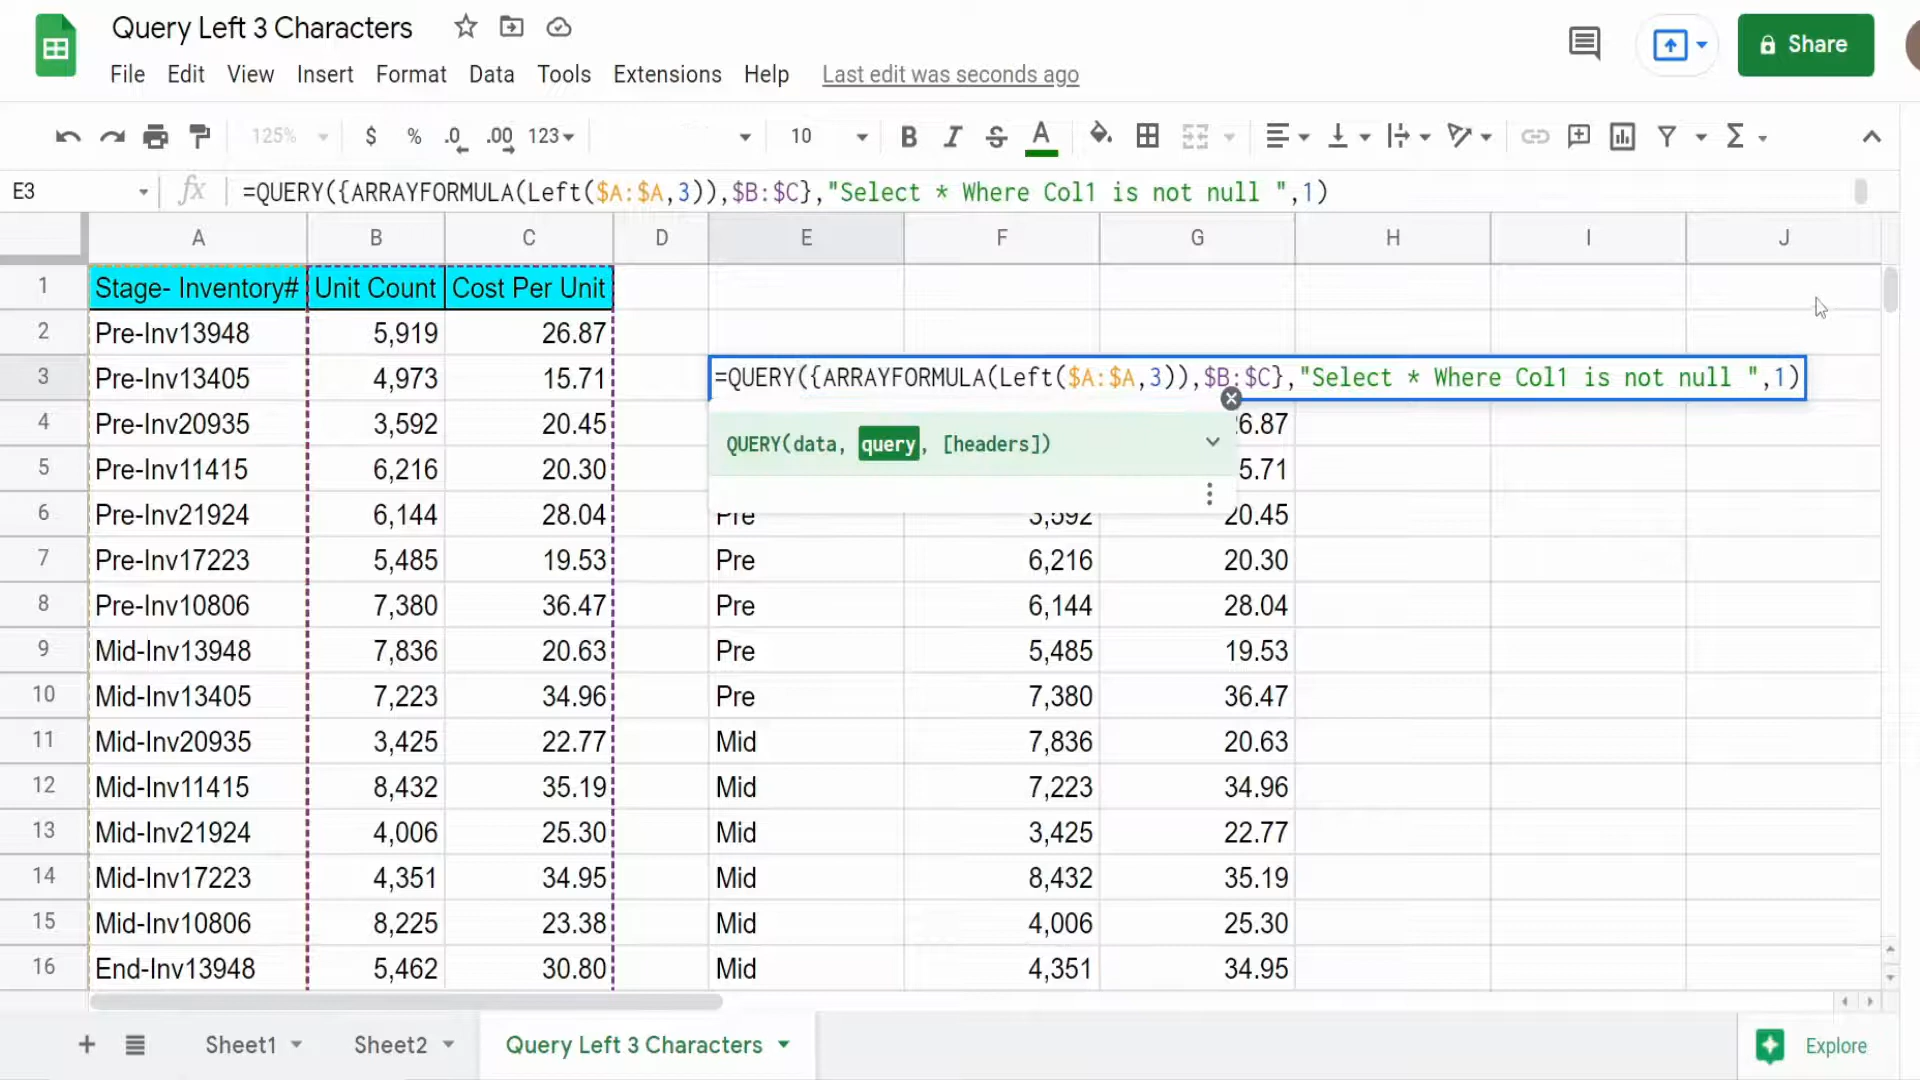 Query Left 3 Characters
Share
File Edit View Insert Format Data Tools Extensions Help Last edit was seconds ago
125% $ % .0 .00 123 10 B I S A
E3 fx =QUERY({ARRAYFORMULA(Left($A:$A,3)),$B:$C},"Select * Where Col1 is not null ",1)
A B C D E F G H I J
1 Stage- Inventory# Unit Count Cost Per Unit
2 Pre-Inv13948 5,919 26.87
3 Pre-Inv13405 4,973 15.71 =QUERY({ARRAYFORMULA(Left($A:$A,3)),$B:$C},"Select * Where Col1 is not null ",1)
4 Pre-Inv20935 3,592 20.45 QUERY(data, query, [headers]) 6.87
5 Pre-Inv11415 6,216 20.30 5.71
6 Pre-Inv21924 6,144 28.04 Pre 3,592 20.45
7 Pre-Inv17223 5,485 19.53 Pre 6,216 20.30
8 Pre-Inv10806 7,380 36.47 Pre 6,144 28.04
9 Mid-Inv13948 7,836 20.63 Pre 5,485 19.53
10 Mid-Inv13405 7,223 34.96 Pre 7,380 36.47
11 Mid-Inv20935 3,425 22.77 Mid 7,836 20.63
12 Mid-Inv11415 8,432 35.19 Mid 7,223 34.96
13 Mid-Inv21924 4,006 25.30 Mid 3,425 22.77
14 Mid-Inv17223 4,351 34.95 Mid 8,432 35.19
15 Mid-Inv10806 8,225 23.38 Mid 4,006 25.30
16 End-Inv13948 5,462 30.80 Mid 4,351 34.95
Sheet1 Sheet2 Query Left 3 Characters Explore